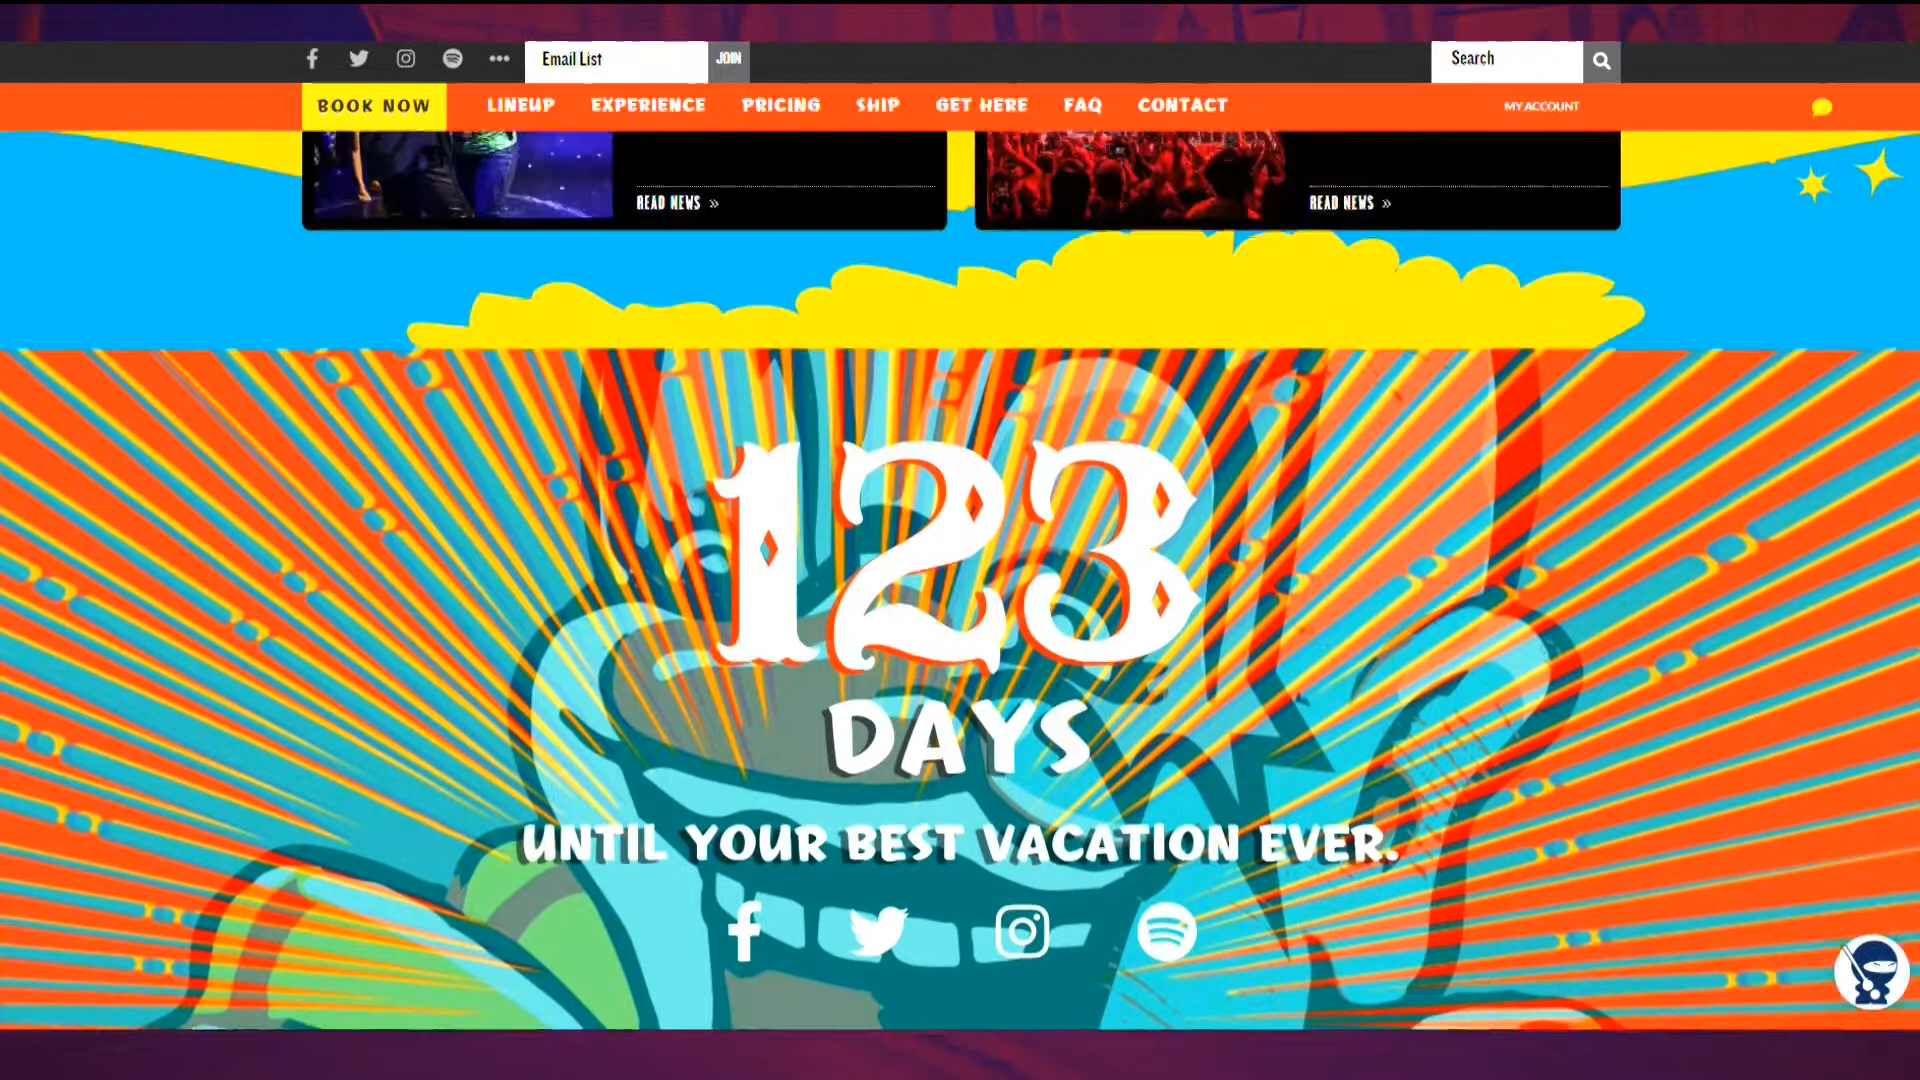 Email List JOIN Search
BOOK NOW LINEUP EXPERIENCE PRICING SHIP GET HERE FAQ CONTACT MY ACCOUNT
READ NEWS » READ NEWS »
123
DAYS
UNTIL YOUR BEST VACATION EVER.